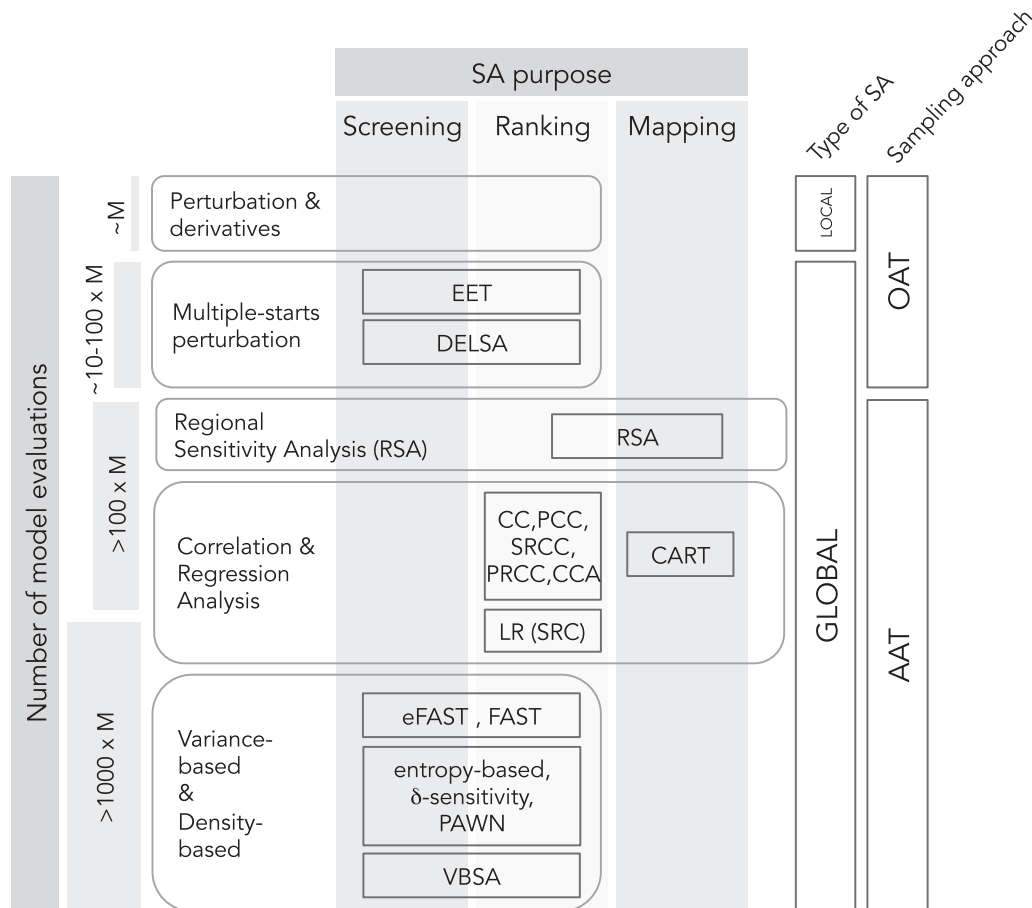 SA purpose
Screening
Ranking
Mapping
Type of SA
Sampling approach
Number of model evaluations
~M
Perturbation &
derivatives
LOCAL
OAT
~10-100 x M
Multiple-starts
perturbation
EET
DELSA
>100 x M
Regional
Sensitivity Analysis (RSA)
RSA
GLOBAL
AAT
Correlation &
Regression
Analysis
CC,PCC,
SRCC,
PRCC,CCA
CART
LR (SRC)
>1000 x M
Variance-
based
&
Density-
based
eFAST , FAST
entropy-based,
δ-sensitivity,
PAWN
VBSA